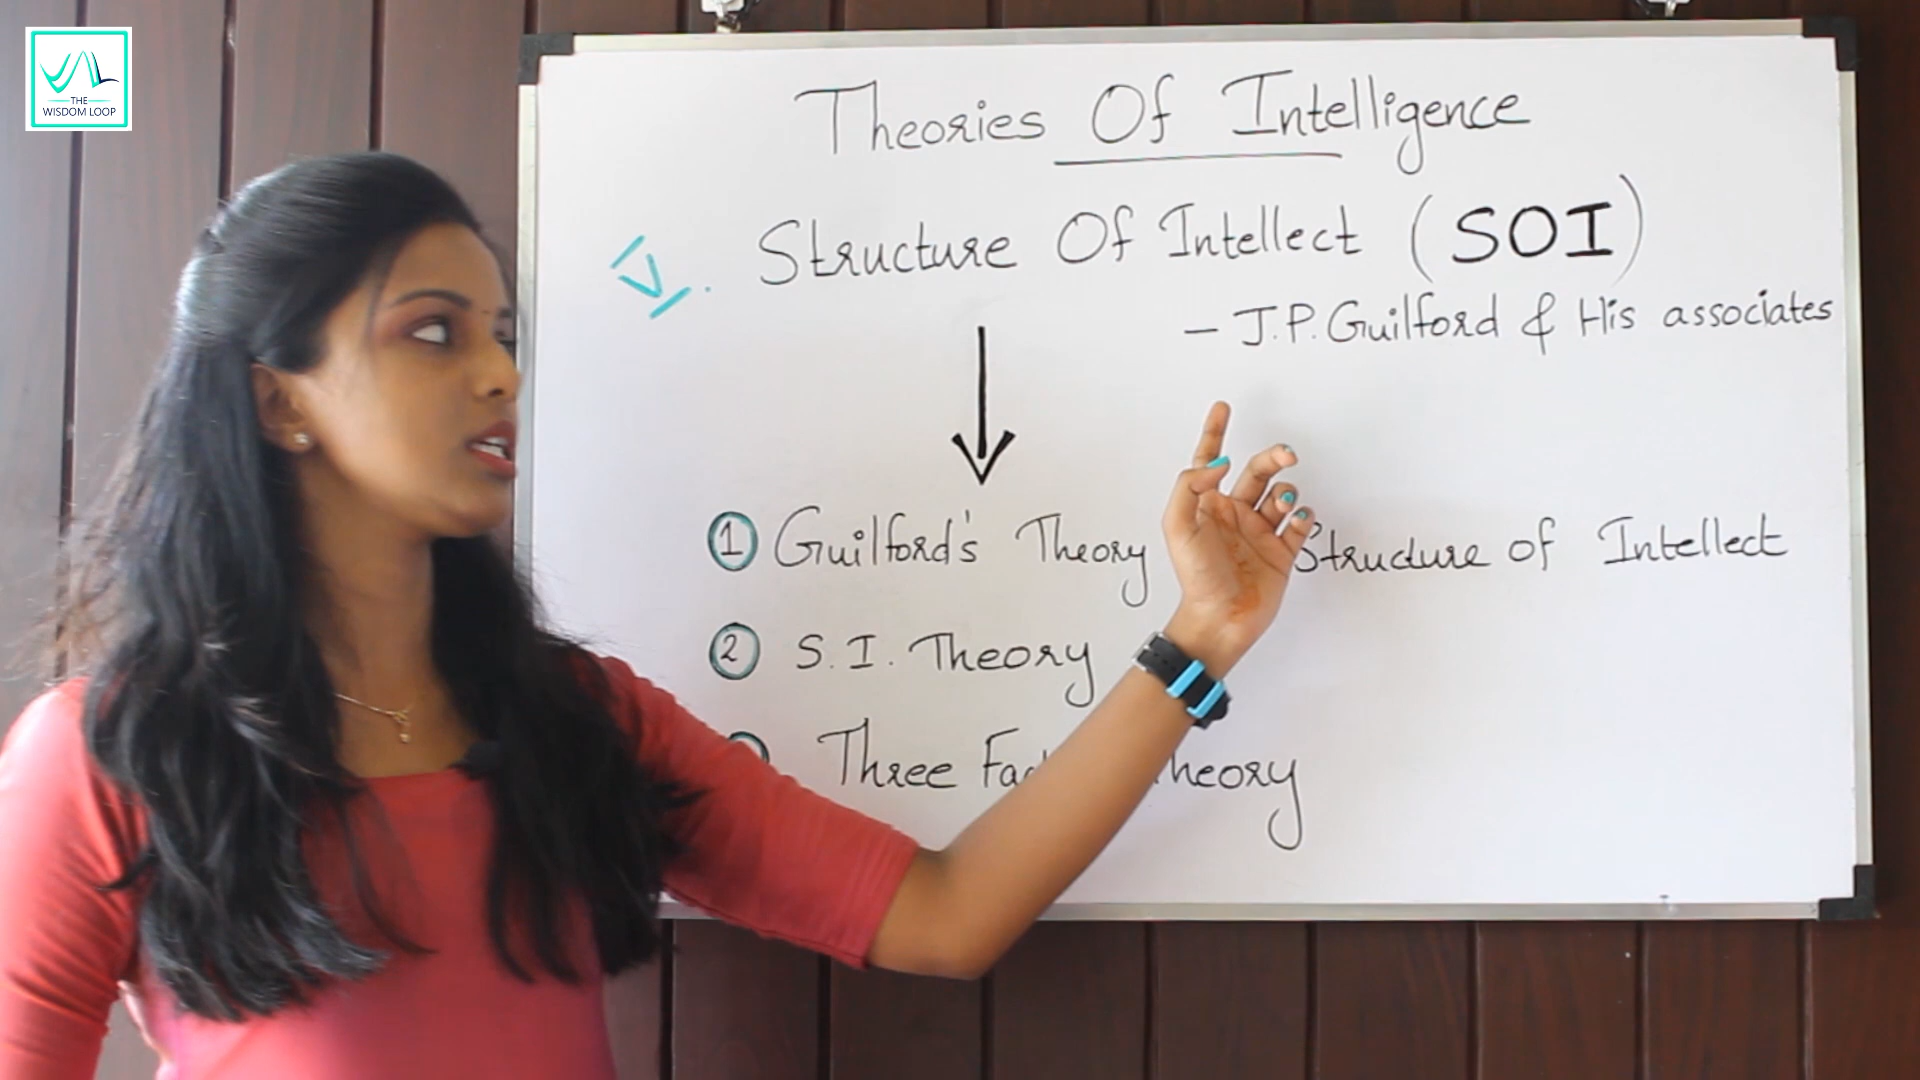 THE
WISDOM LOOP
Theories Of Intelligence
V. Structure Of Intellect (SOI)
- J.P. Guilford & His associates
1 Guilford's Theory Structure of Intellect
2 S.I. Theory
Three Theory